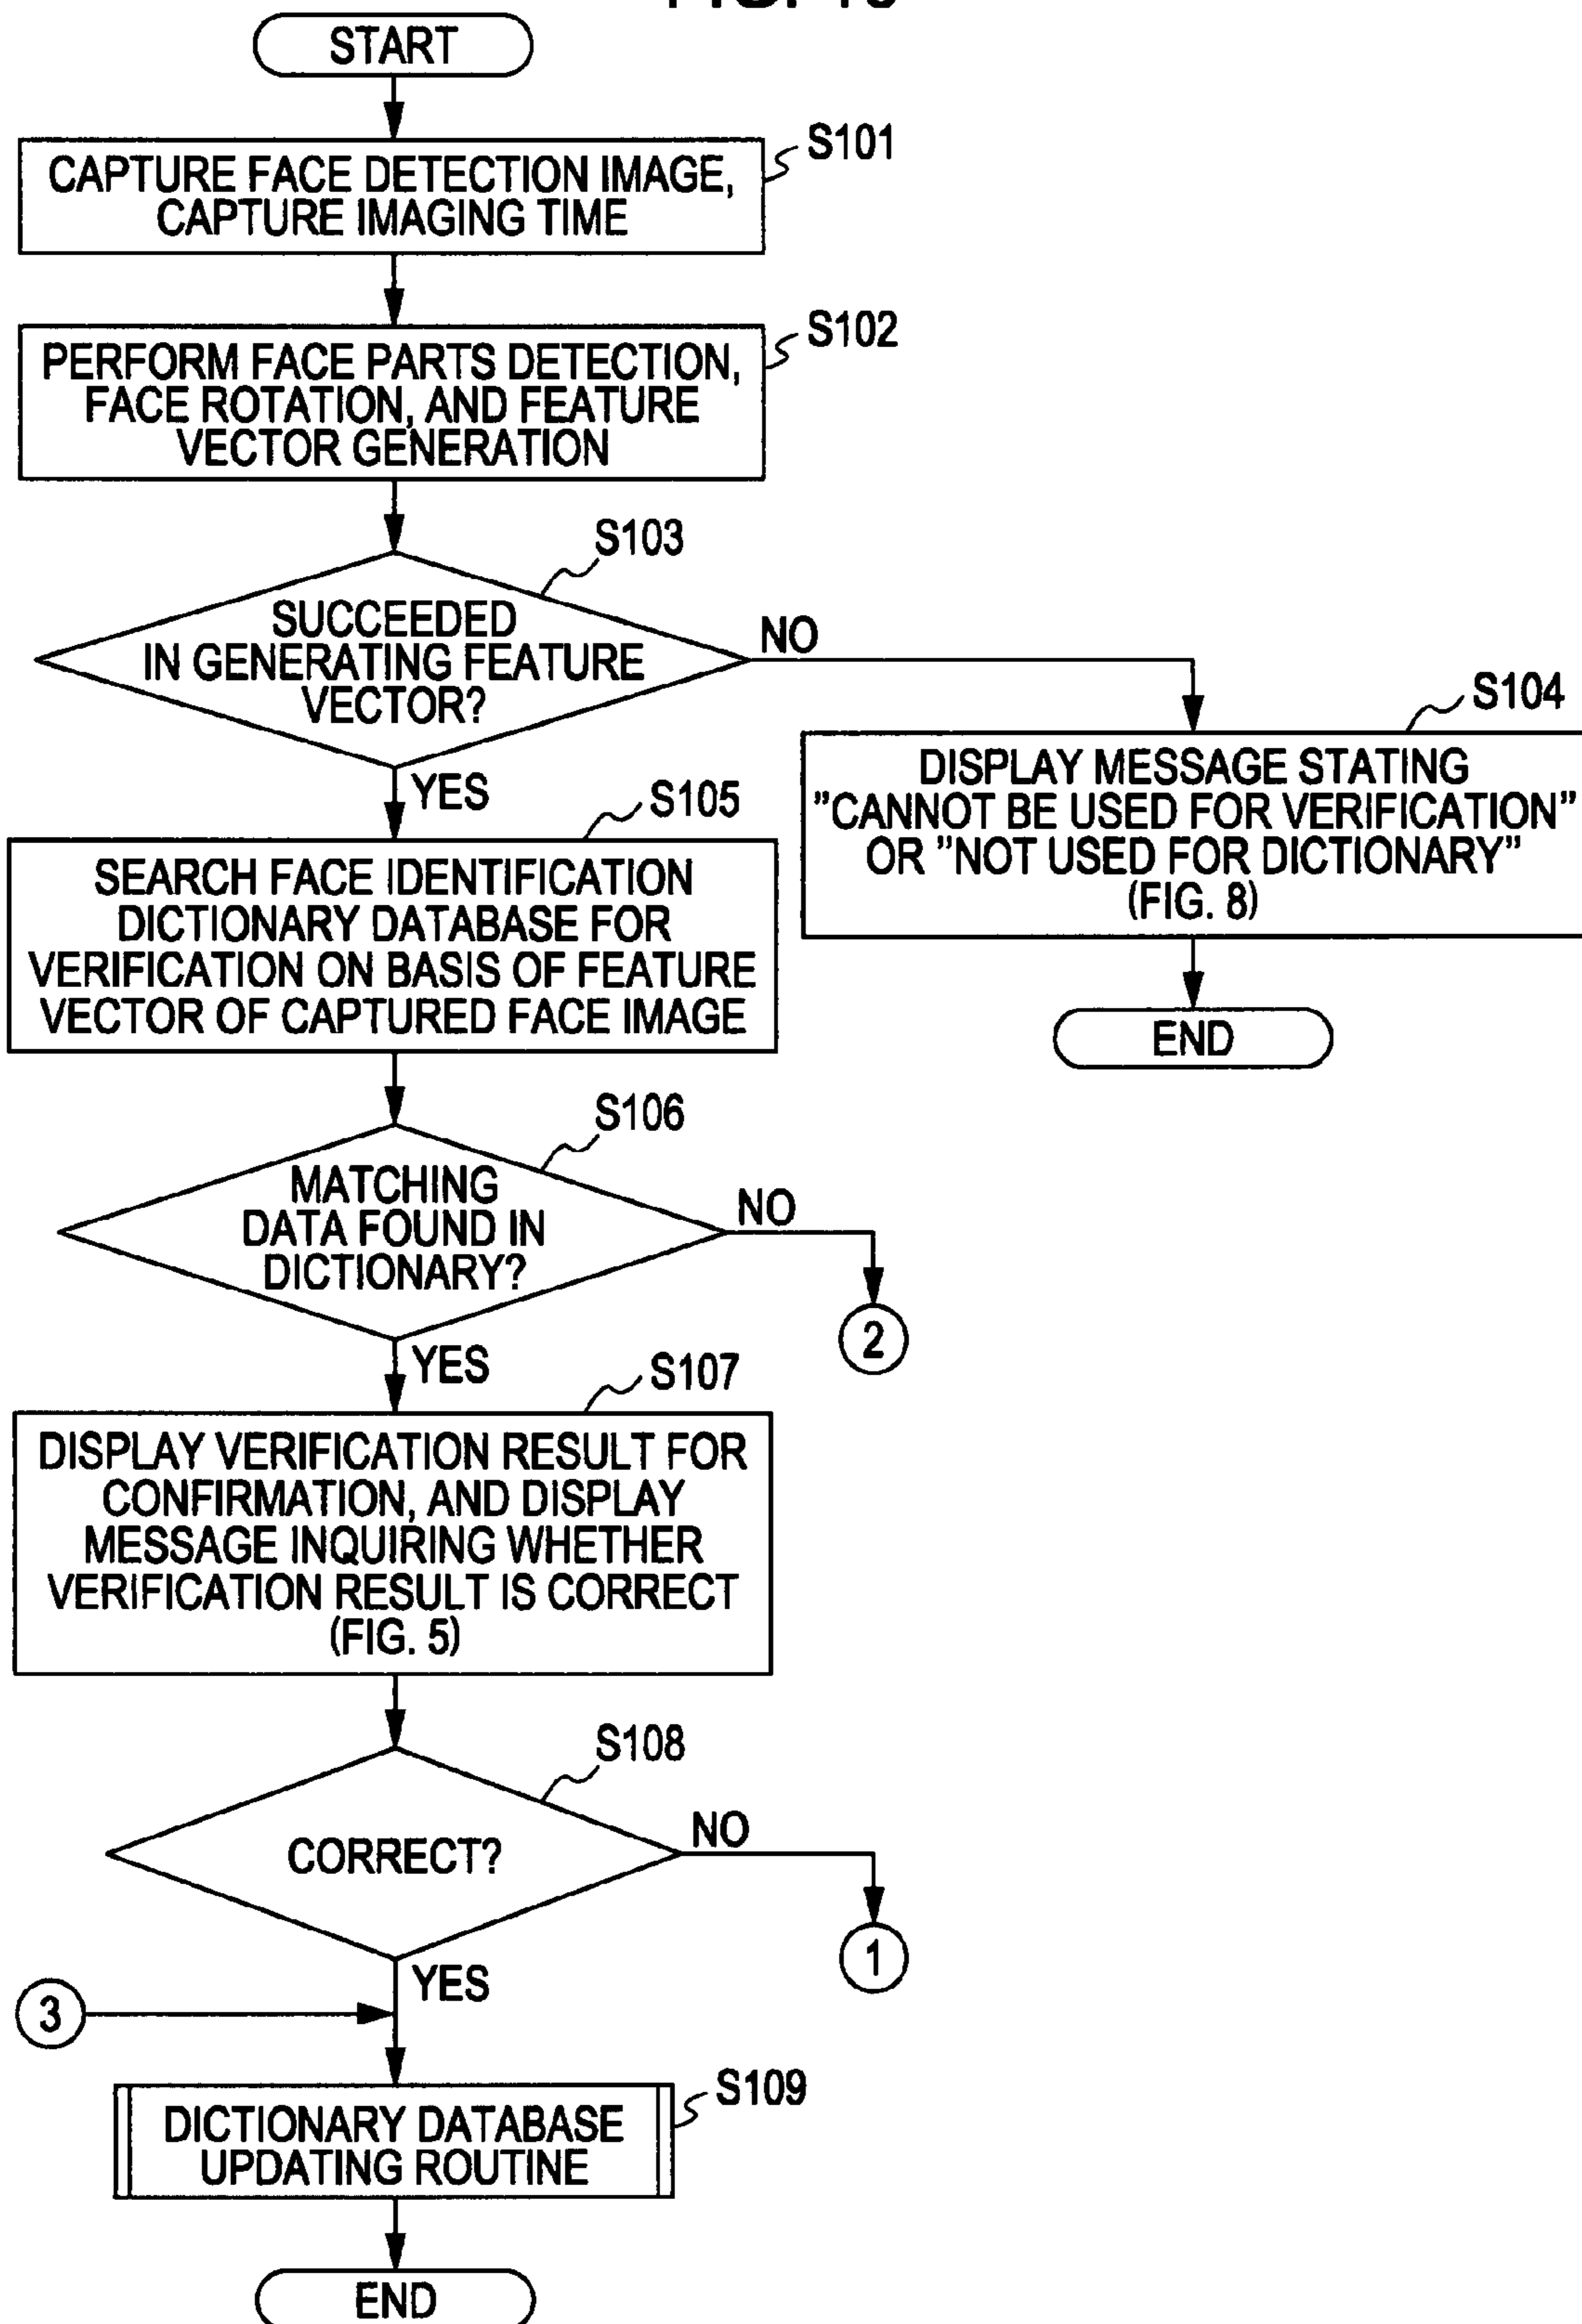 START
S101
CAPTURE FACE DETECTION IMAGE,
CAPTURE IMAGING TIME
S102
PERFORM FACE PARTS DETECTION,
FACE ROTATION, AND FEATURE
VECTOR GENERATION
S103
SUCCEEDED
IN GENERATING FEATURE
VECTOR?
NO
YES
S104
DISPLAY MESSAGE STATING
"CANNOT BE USED FOR VERIFICATION"
OR "NOT USED FOR DICTIONARY"
(FIG. 8)
END
S105
SEARCH FACE IDENTIFICATION
DICTIONARY DATABASE FOR
VERIFICATION ON BASIS OF FEATURE
VECTOR OF CAPTURED FACE IMAGE
S106
MATCHING
DATA FOUND IN
DICTIONARY?
NO
2
YES
S107
DISPLAY VERIFICATION RESULT FOR
CONFIRMATION, AND DISPLAY
MESSAGE INQUIRING WHETHER
VERIFICATION RESULT IS CORRECT
(FIG. 5)
S108
CORRECT?
NO
1
YES
3
S109
DICTIONARY DATABASE
UPDATING ROUTINE
END